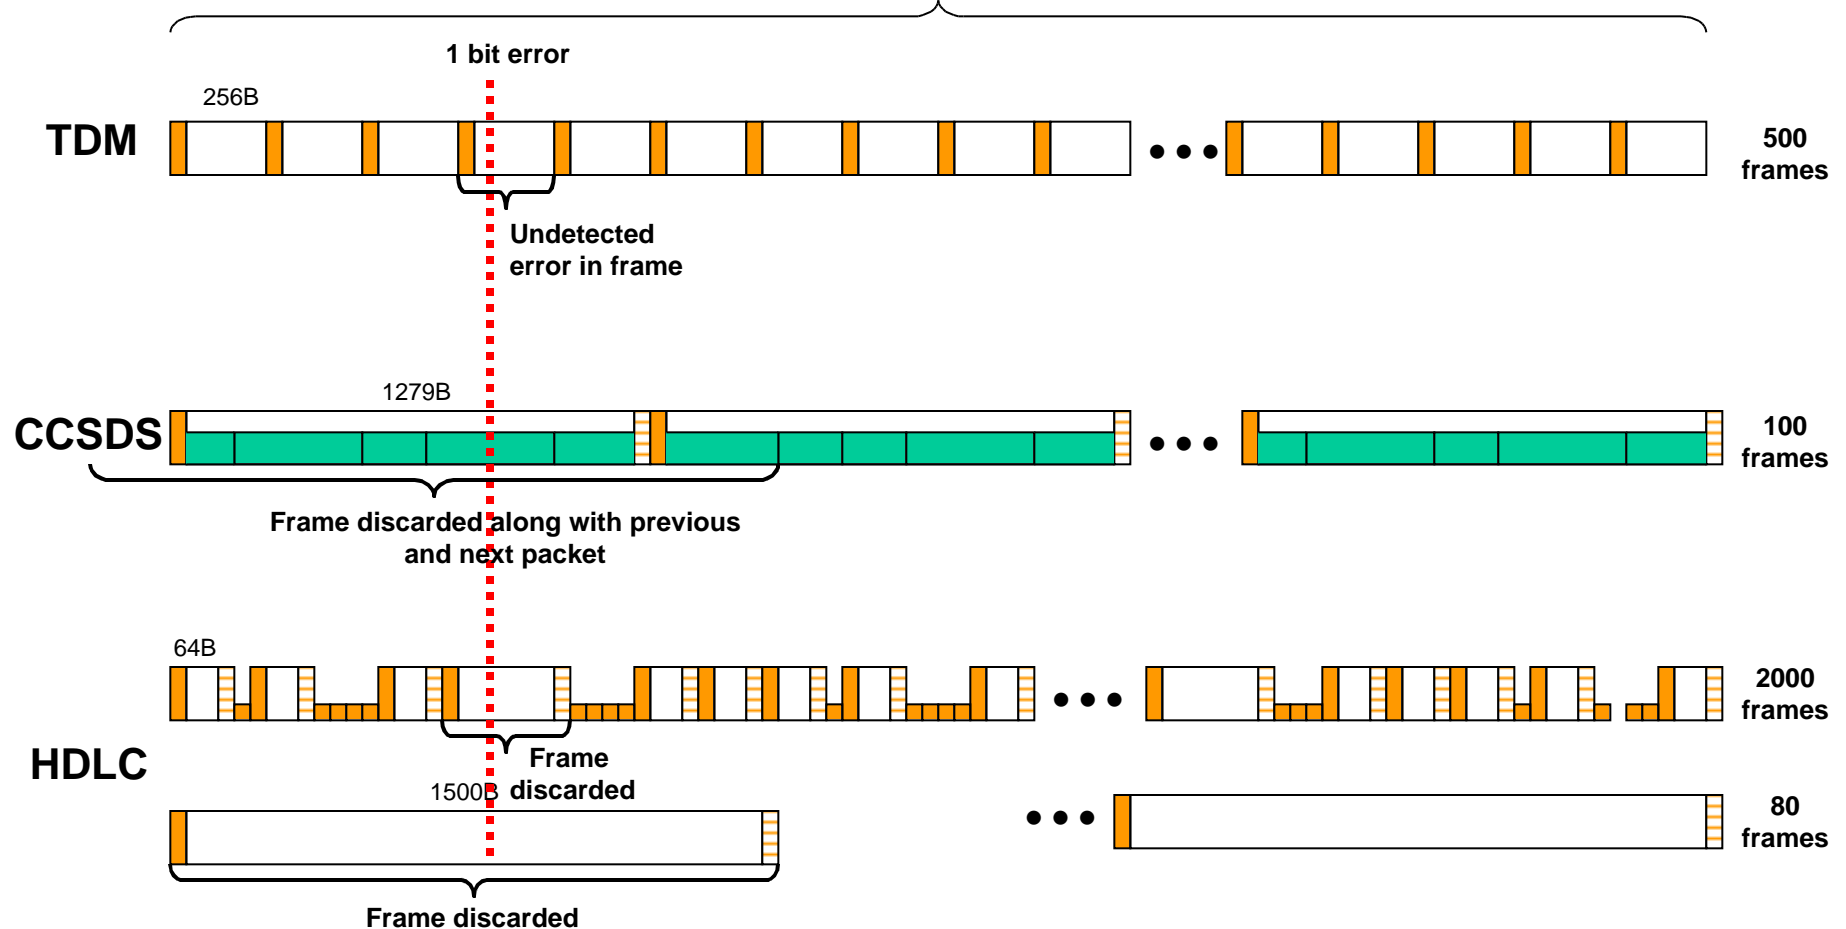 1 bit error
256B
TDM
500
frames
Undetected
error in frame
1279B
CCSDS
100
frames
Frame discarded along with previous
and next packet
64B
2000
frames
HDLC
Frame
discarded
1500B
80
frames
Frame discarded